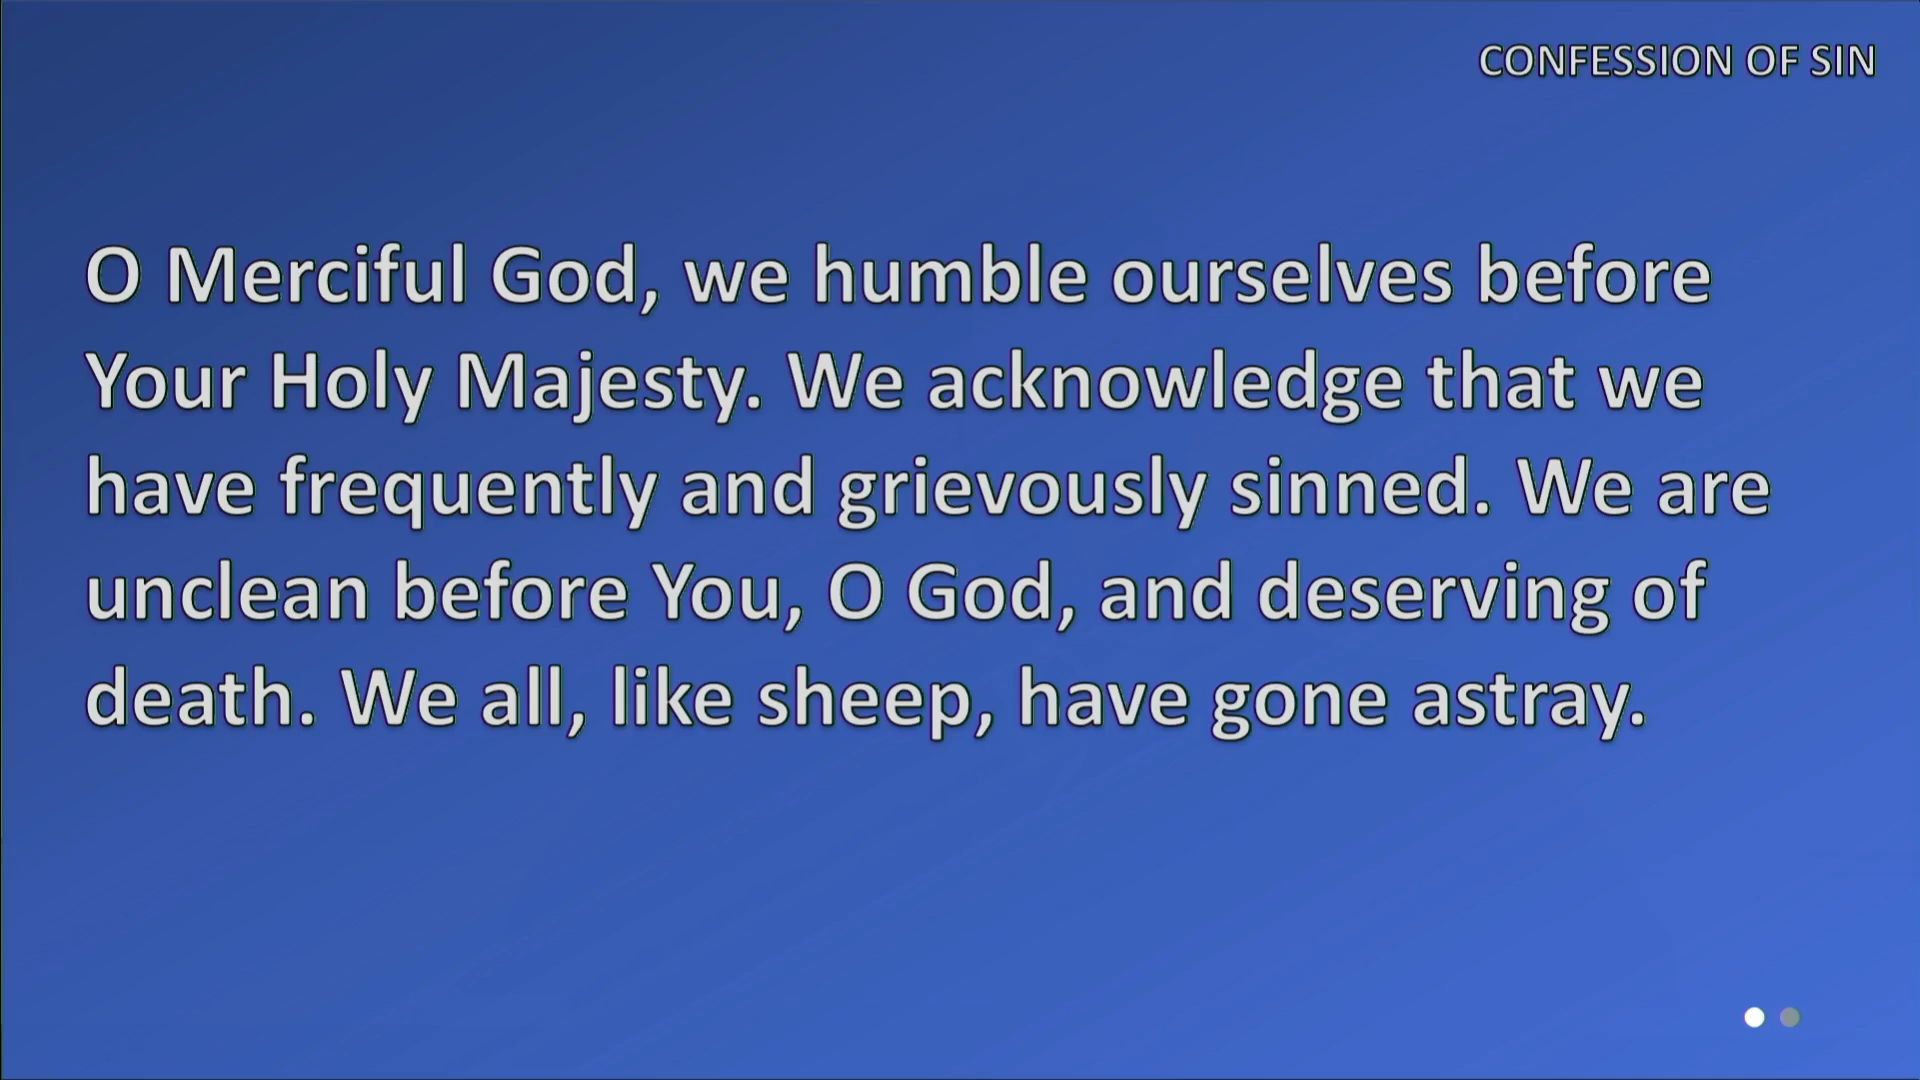 CONFESSION OF SIN
O Merciful God, we humble ourselves before
Your Holy Majesty. We acknowledge that we
have frequently and grievously sinned. We are
unclean before You, O God, and deserving of
death. We all, like sheep, have gone astray.